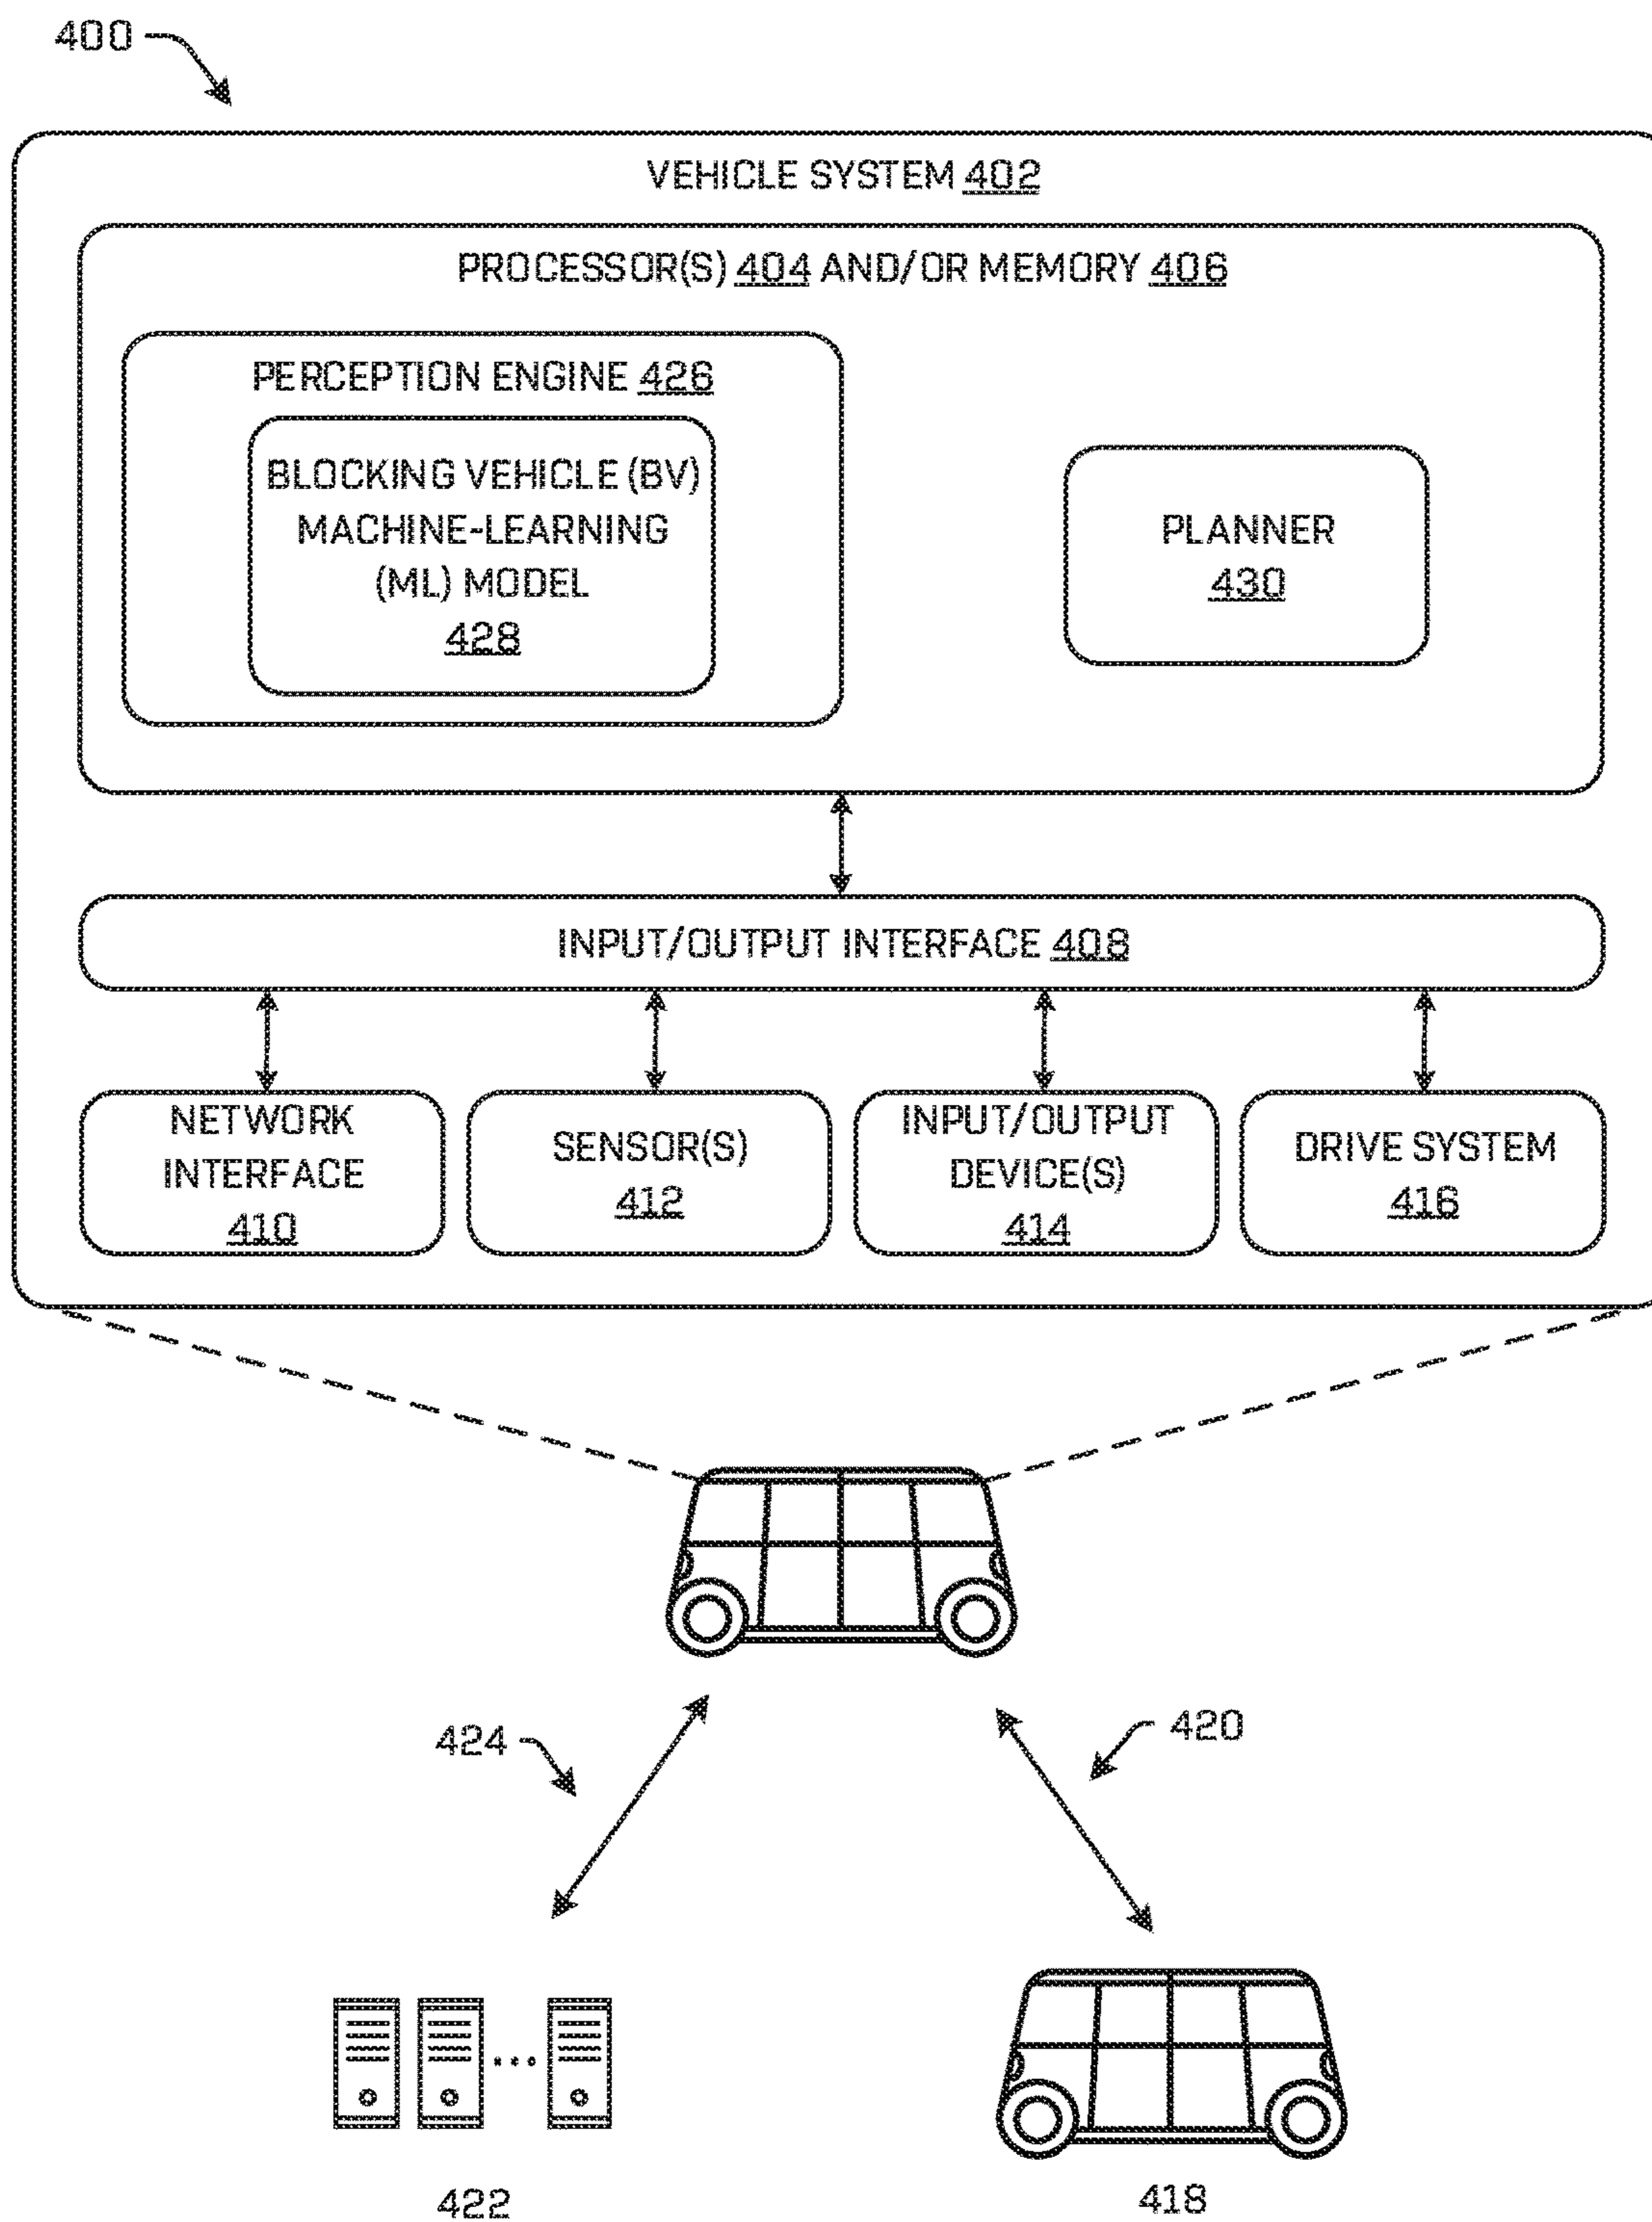 400
VEHICLE SYSTEM 402
PROCESSOR(S) 404 AND/OR MEMORY 406
PERCEPTION ENGINE 426
BLOCKING VEHICLE (BV)
MACHINE-LEARNING
(ML) MODEL
428
PLANNER
430
INPUT/OUTPUT INTERFACE 408
NETWORK
INTERFACE
410
SENSOR(S)
412
INPUT/OUTPUT
DEVICE(S)
414
DRIVE SYSTEM
416
424
420
422
418